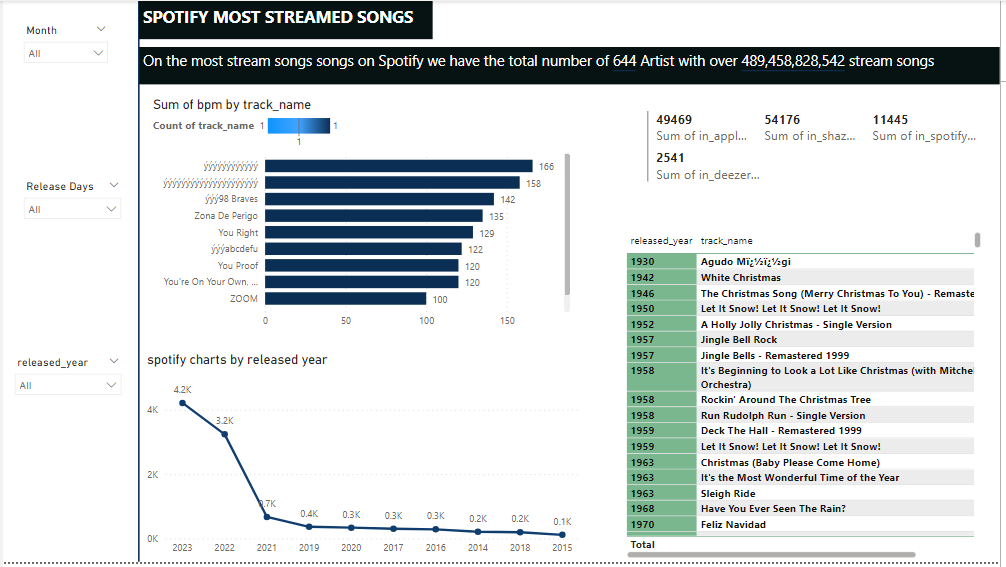 SPOTIFY MOST STREAMED SONGS
On the most stream songs songs on Spotify we have the total number of 644 Artist with over 489,458,828,542 stream songs
Month
All
Release Days
All
released_year
All
Sum of bpm by track_name
Count of track_name 1 1
1
ýýýýýýýýýýýý 166
158
ýýý98 Braves 142
Zona De Perigo 135
You Right 129
ýýýabcdefu 122
You Proof 120
You're On Your Own, ... 120
ZOOM 100
0 50 100 150
49469 54176 11445
Sum of in_appl... Sum of in_shaz... Sum of in_spotify...
2541
Sum of in_deezer...
spotify charts by released year
4.2K
3.2K
0.7K
0.4K 0.3K 0.3K 0.3K 0.2K 0.2K 0.1K
4K
2K
0K
2023 2022 2021 2019 2020 2017 2016 2014 2018 2015
released_year track_name
1930 Agudo Mï¿½ï¿½gi
1942 White Christmas
1946 The Christmas Song (Merry Christmas To You) - Remaste
1950 Let It Snow! Let It Snow! Let It Snow!
1952 A Holly Jolly Christmas - Single Version
1957 Jingle Bell Rock
1957 Jingle Bells - Remastered 1999
1958 It's Beginning to Look a Lot Like Christmas (with Mitche
Orchestra)
1958 Rockin' Around The Christmas Tree
1958 Run Rudolph Run - Single Version
1959 Deck The Hall - Remastered 1999
1959 Let It Snow! Let It Snow! Let It Snow!
1963 Christmas (Baby Please Come Home)
1963 It's the Most Wonderful Time of the Year
1963 Sleigh Ride
1968 Have You Ever Seen The Rain?
1970 Feliz Navidad
Total